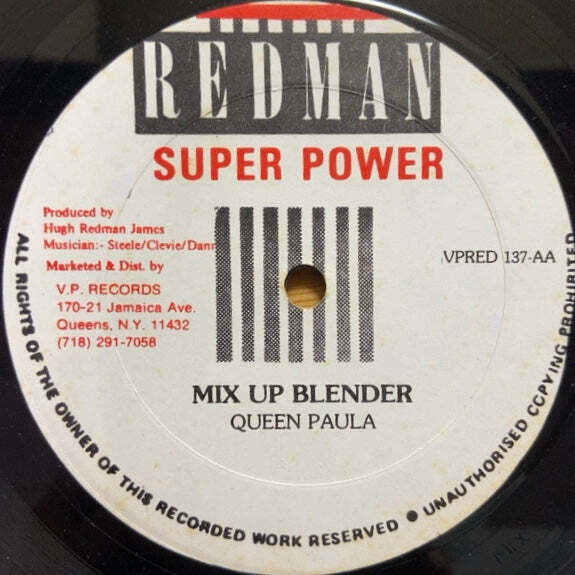 REDMAN
SUPER POWER
Produced by
Hugh Redman James
Musician:- Steele/Clevie/Dann
Marketed & Dist. by
V.P. RECORDS
170-21 Jamaica Ave.
Queens, N.Y. 11432
(718) 291-7058
VPRED 137-AA
MIX UP BLENDER
QUEEN PAULA
ALL RIGHTS OF THE OWNER OF THIS RECORDED WORK RESERVED ● UNAUTHORISED COPYING PROHIBITED